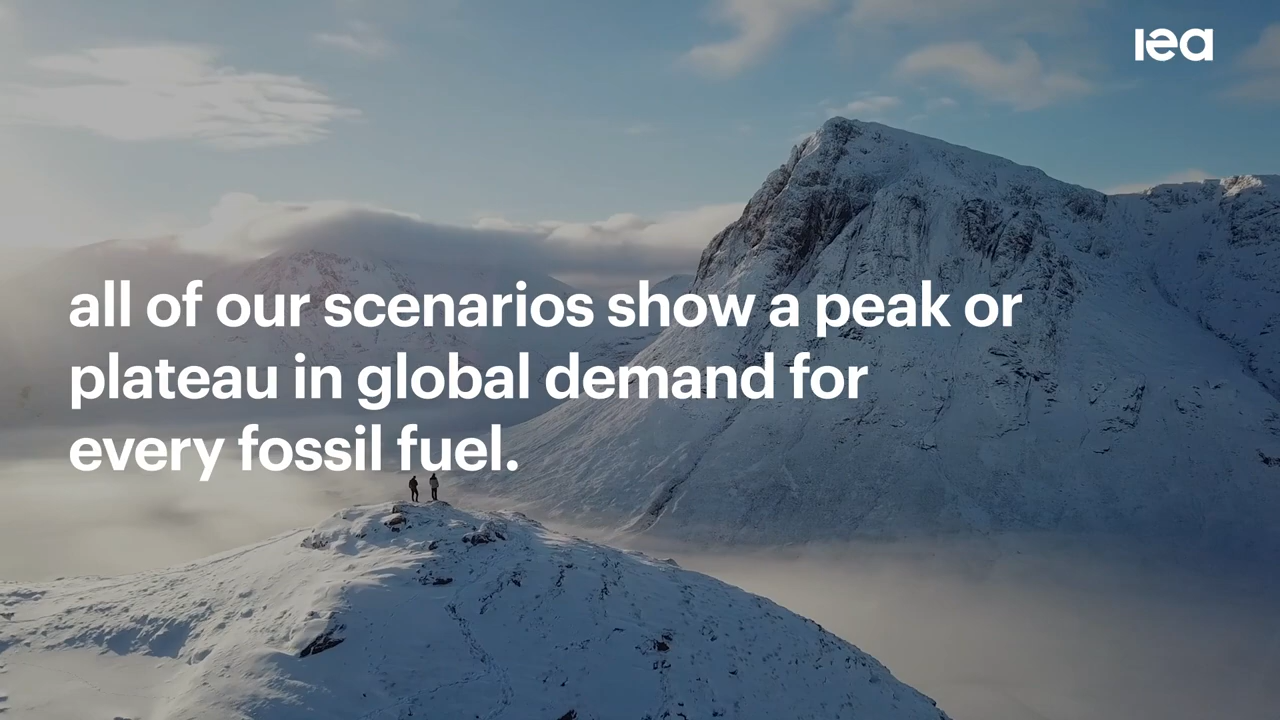 iea
all of our scenarios show a peak or
plateau in global demand for
every fossil fuel.